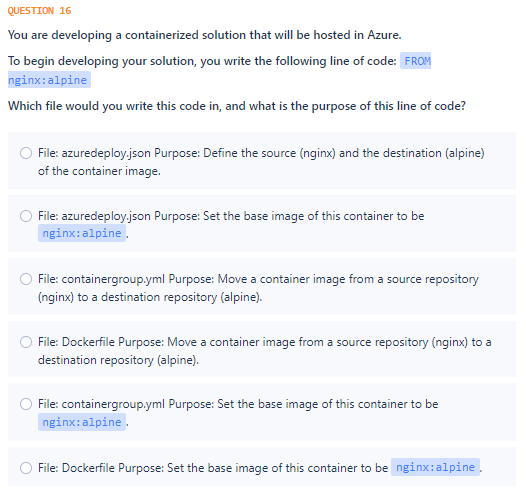 QUESTION 16
You are developing a containerized solution that will be hosted in Azure.
To begin developing your solution, you write the following line of code: FROM
nginx:alpine
Which file would you write this code in, and what is the purpose of this line of code?
File: azuredeploy.json Purpose: Define the source (nginx) and the destination (alpine)
of the container image.
File: azuredeploy.json Purpose: Set the base image of this container to be
nginx:alpine .
File: containergroup.yml Purpose: Move a container image from a source repository
(nginx) to a destination repository (alpine).
File: Dockerfile Purpose: Move a container image from a source repository (nginx) to a
destination repository (alpine).
File: containergroup.yml Purpose: Set the base image of this container to be
nginx:alpine .
File: Dockerfile Purpose: Set the base image of this container to be nginx:alpine .